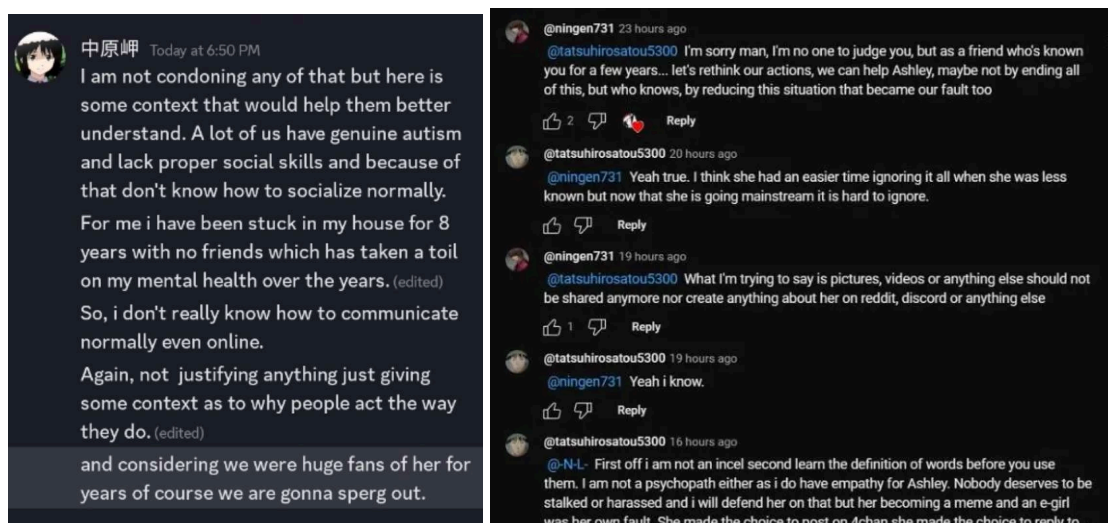 中原岬 Today at 6:50 PM
I am not condoning any of that but here is
some context that would help them better
understand. A lot of us have genuine autism
and lack proper social skills and because of
that don't know how to socialize normally.
For me i have been stuck in my house for 8
years with no friends which has taken a toil
on my mental health over the years. (edited)
So, i don't really know how to communicate
normally even online.
Again, not justifying anything just giving
some context as to why people act the way
they do. (edited)
and considering we were huge fans of her for
years of course we are gonna sperg out.
@ningen731 23 hours ago
@tatsuhirosatou5300 I'm sorry man, I'm no one to judge you, but as a friend who's known
you for a few years... let's rethink our actions, we can help Ashley, maybe not by ending all
of this, but who knows, by reducing this situation that became our fault too
2 Reply
@tatsuhirosatou5300 20 hours ago
@ningen731 Yeah true. I think she had an easier time ignoring it all when she was less
known but now that she is going mainstream it is hard to ignore.
Reply
@ningen731 19 hours ago
@tatsuhirosatou5300 What I'm trying to say is pictures, videos or anything else should not
be shared anymore nor create anything about her on reddit, discord or anything else
1 Reply
@tatsuhirosatou5300 19 hours ago
@ningen731 Yeah i know.
Reply
@tatsuhirosatou5300 16 hours ago
@-N-L- First off i am not an incel second learn the definition of words before you use
them. I am not a psychopath either as i do have empathy for Ashley. Nobody deserves to be
stalked or harassed and i will defend her on that but her becoming a meme and an e-girl
was her own fault. She made the choice to post on 4chan she made the choice to reply to